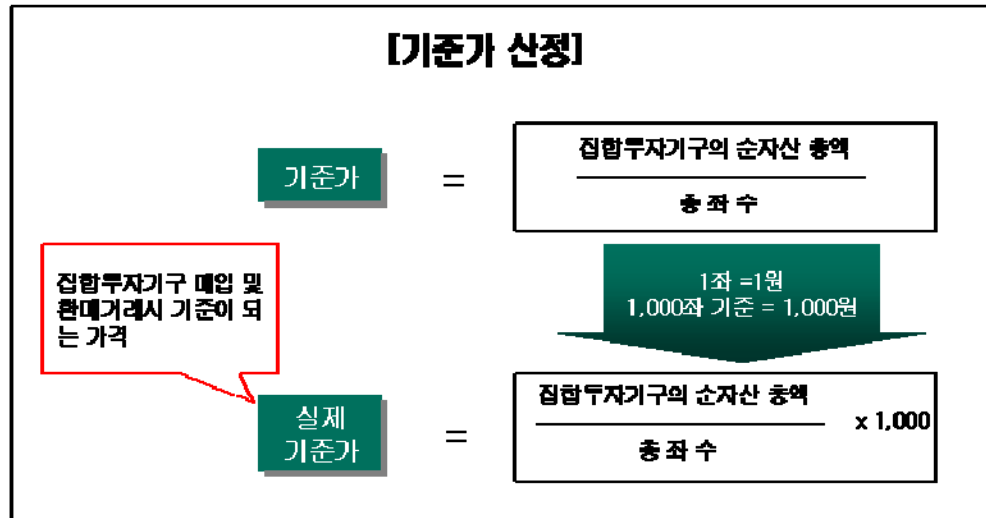 [기준가 산정]
기준가
=
집합투자기구의 순자산 총액
총 좌 수
집합투자기구 매입 및
환매거래시 기준이 되
는 가격
1좌 =1원
1,000좌 기준 = 1,000원
실제
기준가
=
집합투자기구의 순자산 총액
총 좌 수
x 1,000